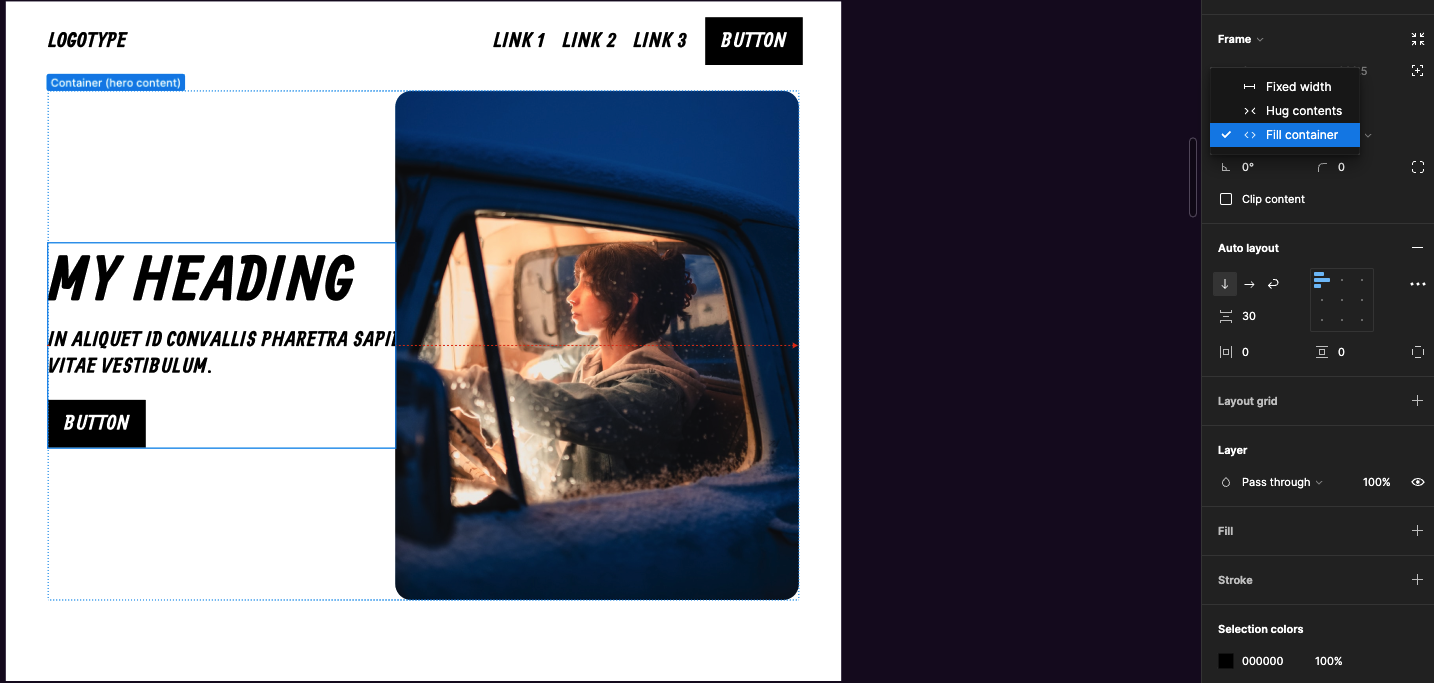 LOGOTYPE
LINK 1 LINK 2 LINK 3 BUTTON
Container (hero content)
MY HEADING
IN ALIQUET ID CONVALLIS PHARETRA
VITAE VESTIBULUM.
BUTTON
Frame
Fixed width
Hug contents
Fill container
0° 0
Clip content
Auto layout
30
0 0
Layout grid
Layer
Pass through 100%
Fill
Stroke
Selection colors
000000 100%